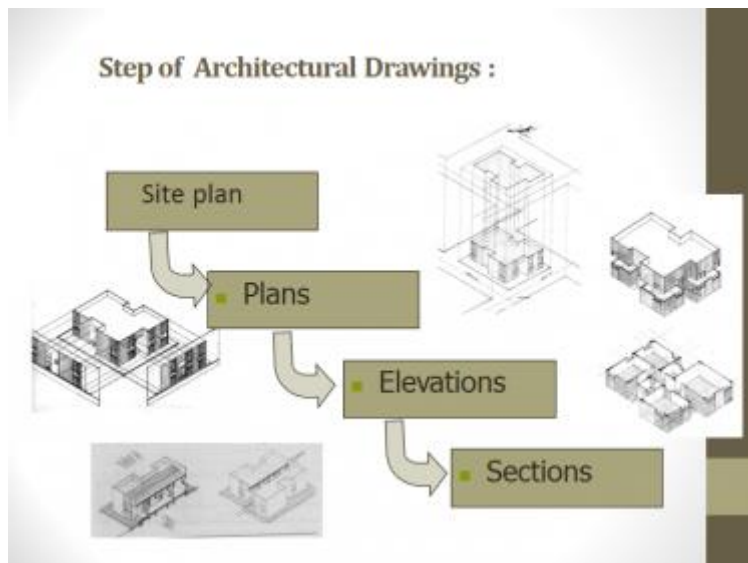 Step of Architectural Drawings :
Site plan
Plans
Elevations
Sections